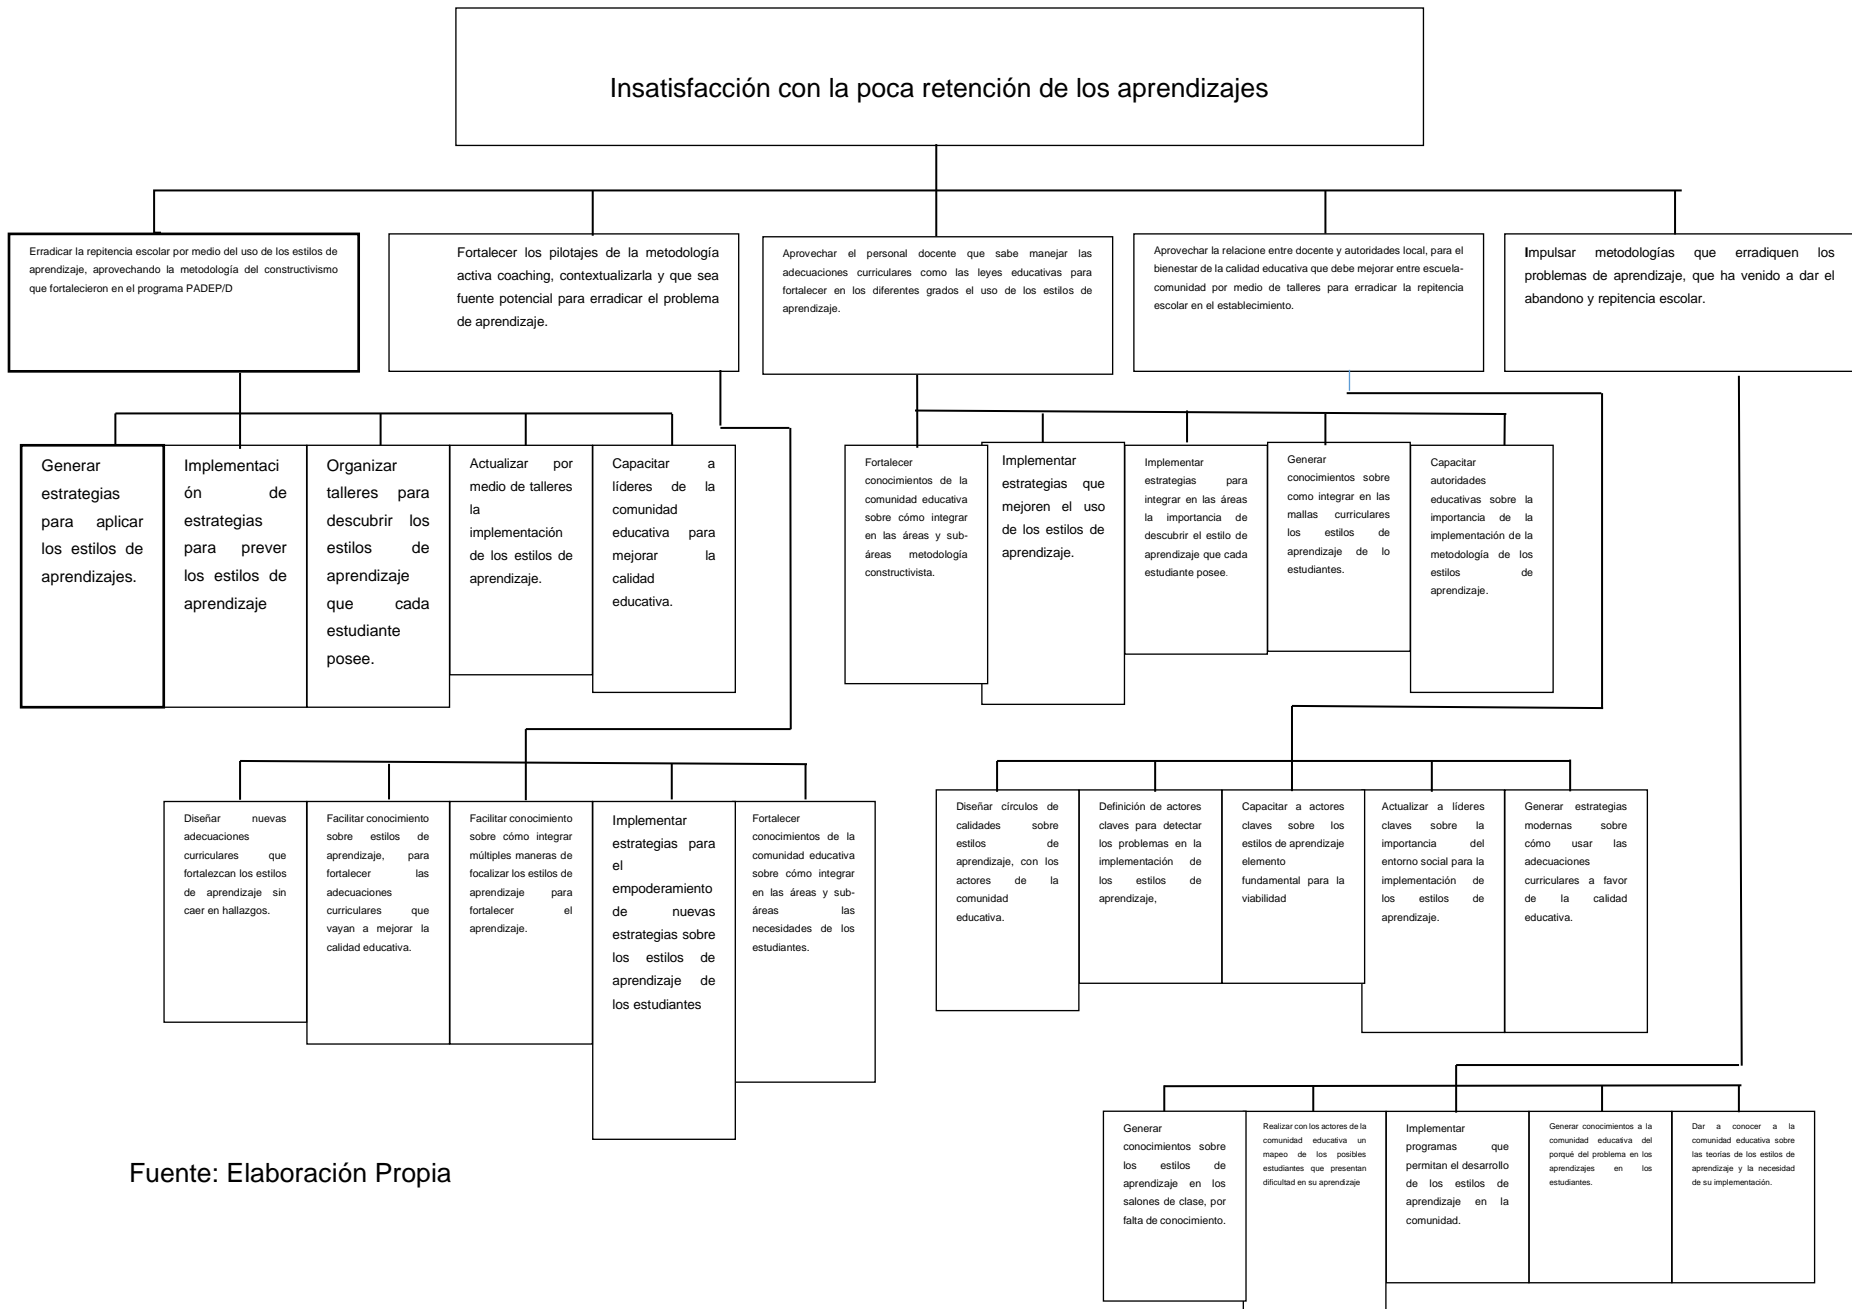 Insatisfacción con la poca retención de los aprendizajes
Erradicar la repitencia escolar por medio del uso de los estilos de
aprendizaje, aprovechando la metodología del constructivismo
que fortalecieron en el programa PADEP/D
Fortalecer los pilotajes de la metodología
activa coaching, contextualizarla y que sea
fuente potencial para erradicar el problema
de aprendizaje.
Aprovechar el personal docente que sabe manejar las
adecuaciones curriculares como las leyes educativas para
fortalecer en los diferentes grados el uso de los estilos de
aprendizaje.
Aprovechar la relacione entre docente y autoridades local, para el
bienestar de la calidad educativa que debe mejorar entre escuela-
comunidad por medio de talleres para erradicar la repitencia
escolar en el establecimiento.
Impulsar metodologías que erradiquen los
problemas de aprendizaje, que ha venido a dar el
abandono y repitencia escolar.
Generar
estrategias
para aplicar
los estilos de
aprendizajes.
Implementaci
ón de
estrategias
para prever
los estilos de
aprendizaje
Organizar
talleres para
descubrir los
estilos de
aprendizaje
que cada
estudiante
posee.
Actualizar por
medio de talleres
la
implementación
de los estilos de
aprendizaje.
Capacitar a
líderes de la
comunidad
educativa para
mejorar la
calidad
educativa.
Fortalecer
conocimientos de la
comunidad educativa
sobre cómo integrar
en las áreas y sub-
áreas metodología
constructivista.
Implementar
estrategias que
mejoren el uso
de los estilos de
aprendizaje.
Implementar
estrategias para
integrar en las áreas
la importancia de
descubrir el estilo de
aprendizaje que cada
estudiante posee.
Generar
conocimientos sobre
como integrar en las
mallas curriculares
los estilos de
aprendizaje de lo
estudiantes.
Capacitar
autoridades
educativas sobre la
importancia de la
implementación de la
metodología de los
estilos de
aprendizaje.
Diseñar nuevas
adecuaciones
curriculares que
fortalezcan los estilos
de aprendizaje sin
caer en hallazgos.
Facilitar conocimiento
sobre estilos de
aprendizaje, para
fortalecer las
adecuaciones
curriculares que
vayan a mejorar la
calidad educativa.
Facilitar conocimiento
sobre cómo integrar
múltiples maneras de
focalizar los estilos de
aprendizaje para
fortalecer el
aprendizaje.
Implementar
estrategias para
el
empoderamiento
de nuevas
estrategias sobre
los estilos de
aprendizaje de
los estudiantes
Fortalecer
conocimientos de la
comunidad educativa
sobre cómo integrar
en las áreas y sub-
áreas las
necesidades de los
estudiantes.
Diseñar círculos de
calidades sobre
estilos de
aprendizaje, con los
actores de la
comunidad
educativa.
Definición de actores
claves para detectar
los problemas en la
implementación de
los estilos de
aprendizaje,
Capacitar a actores
claves sobre los
estilos de aprendizaje
elemento
fundamental para la
viabilidad
Actualizar a líderes
claves sobre la
importancia del
entorno social para la
implementación de
los estilos de
aprendizaje.
Generar estrategias
modernas sobre
cómo usar las
adecuaciones
curriculares a favor
de la calidad
educativa.
Generar
conocimientos sobre
los estilos de
aprendizaje en los
salones de clase, por
falta de conocimiento.
Realizar con los actores de la
comunidad educativa un
mapeo de los posibles
estudiantes que presentan
dificultad en su aprendizaje
Implementar
programas que
permitan el desarrollo
de los estilos de
aprendizaje en la
comunidad.
Generar conocimientos a la
comunidad educativa del
porqué del problema en los
aprendizajes en los
estudiantes.
Dar a conocer a la
comunidad educativa sobre
las teorías de los estilos de
aprendizaje y la necesidad
de su implementación.
Fuente: Elaboración Propia